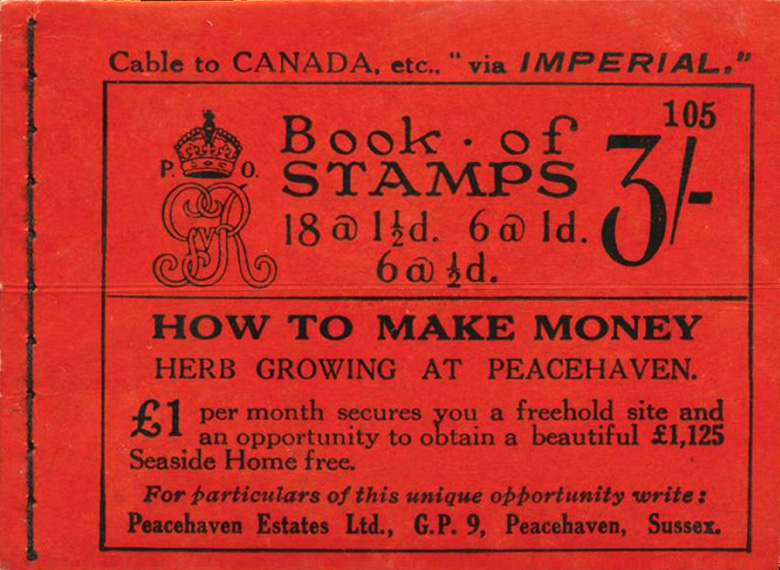 Cable to CANADA, etc., "via IMPERIAL."
105
P. O.
GVR
Book · of
STAMPS
3/-
18 @ 1½d. 6 @ 1d.
6 @ ½d.
HOW TO MAKE MONEY
HERB GROWING AT PEACEHAVEN.
£1 per month secures you a freehold site and
an opportunity to obtain a beautiful £1,125
Seaside Home free.
For particulars of this unique opportunity write:
Peacehaven Estates Ltd., G.P. 9, Peacehaven, Sussex.